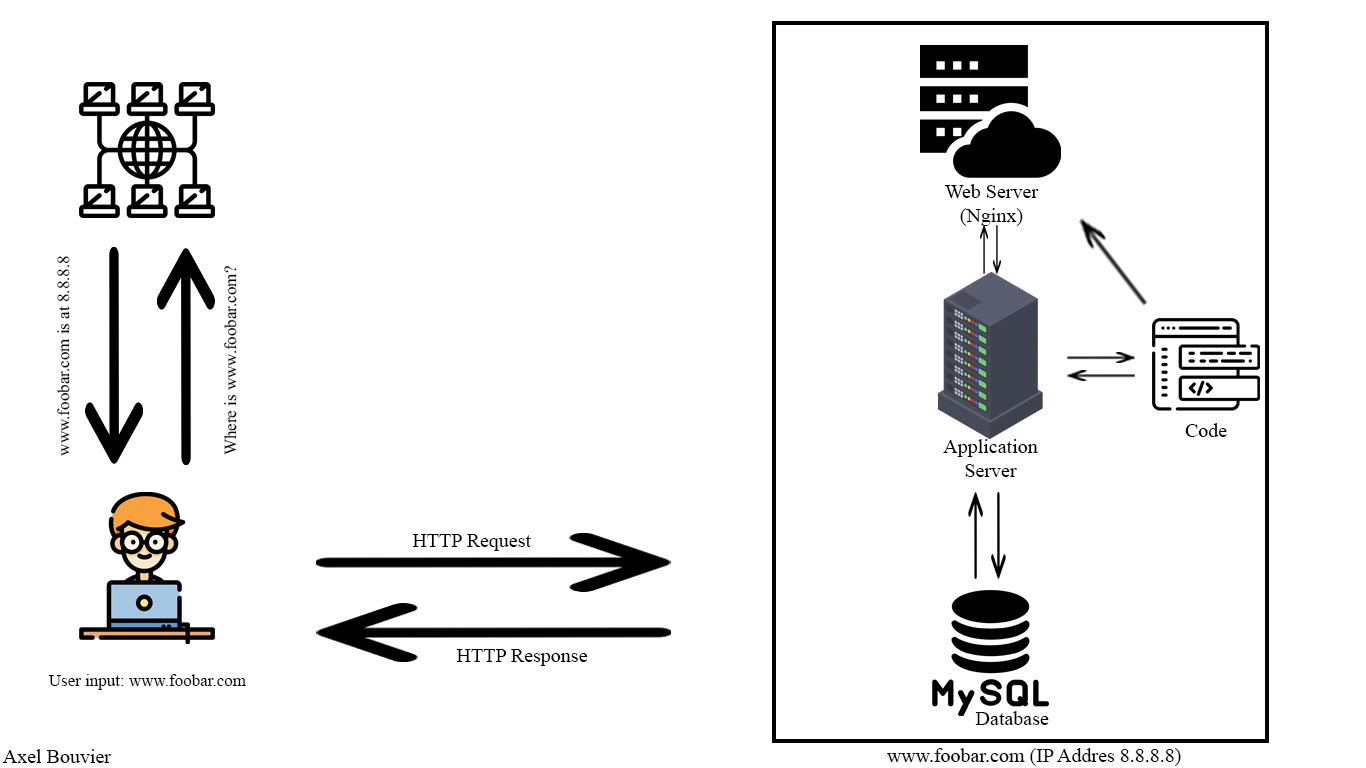 Web Server
(Nginx)
www.foobar.com is at 8.8.8.8
Where is www.foobar.com?
</>
Code
Application
Server
HTTP Request
HTTP Response
User input: www.foobar.com
MySQL
Database
Axel Bouvier
www.foobar.com (IP Addres 8.8.8.8)